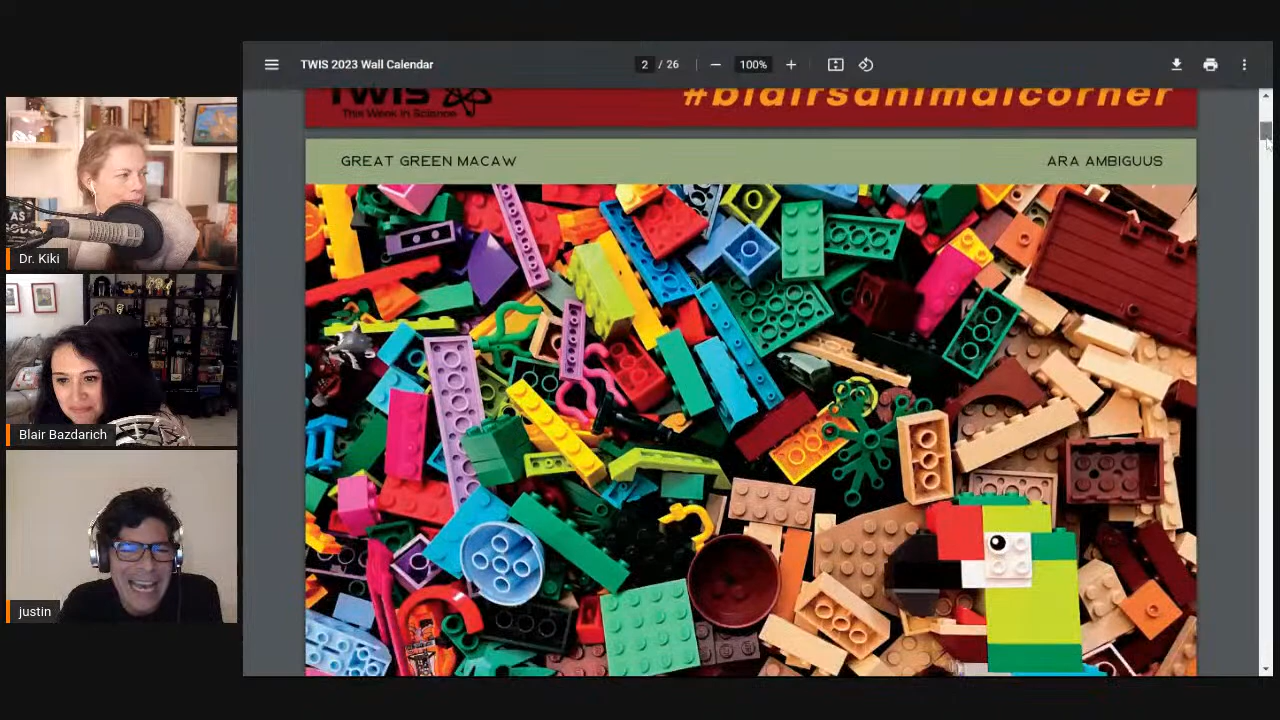 TWIS 2023 Wall Calendar
2 / 26
100%
TWIS
This Week in Science
#blairsanimalcorner
GREAT GREEN MACAW
ARA AMBIGUUS
Dr. Kiki
Blair Bazdarich
justin